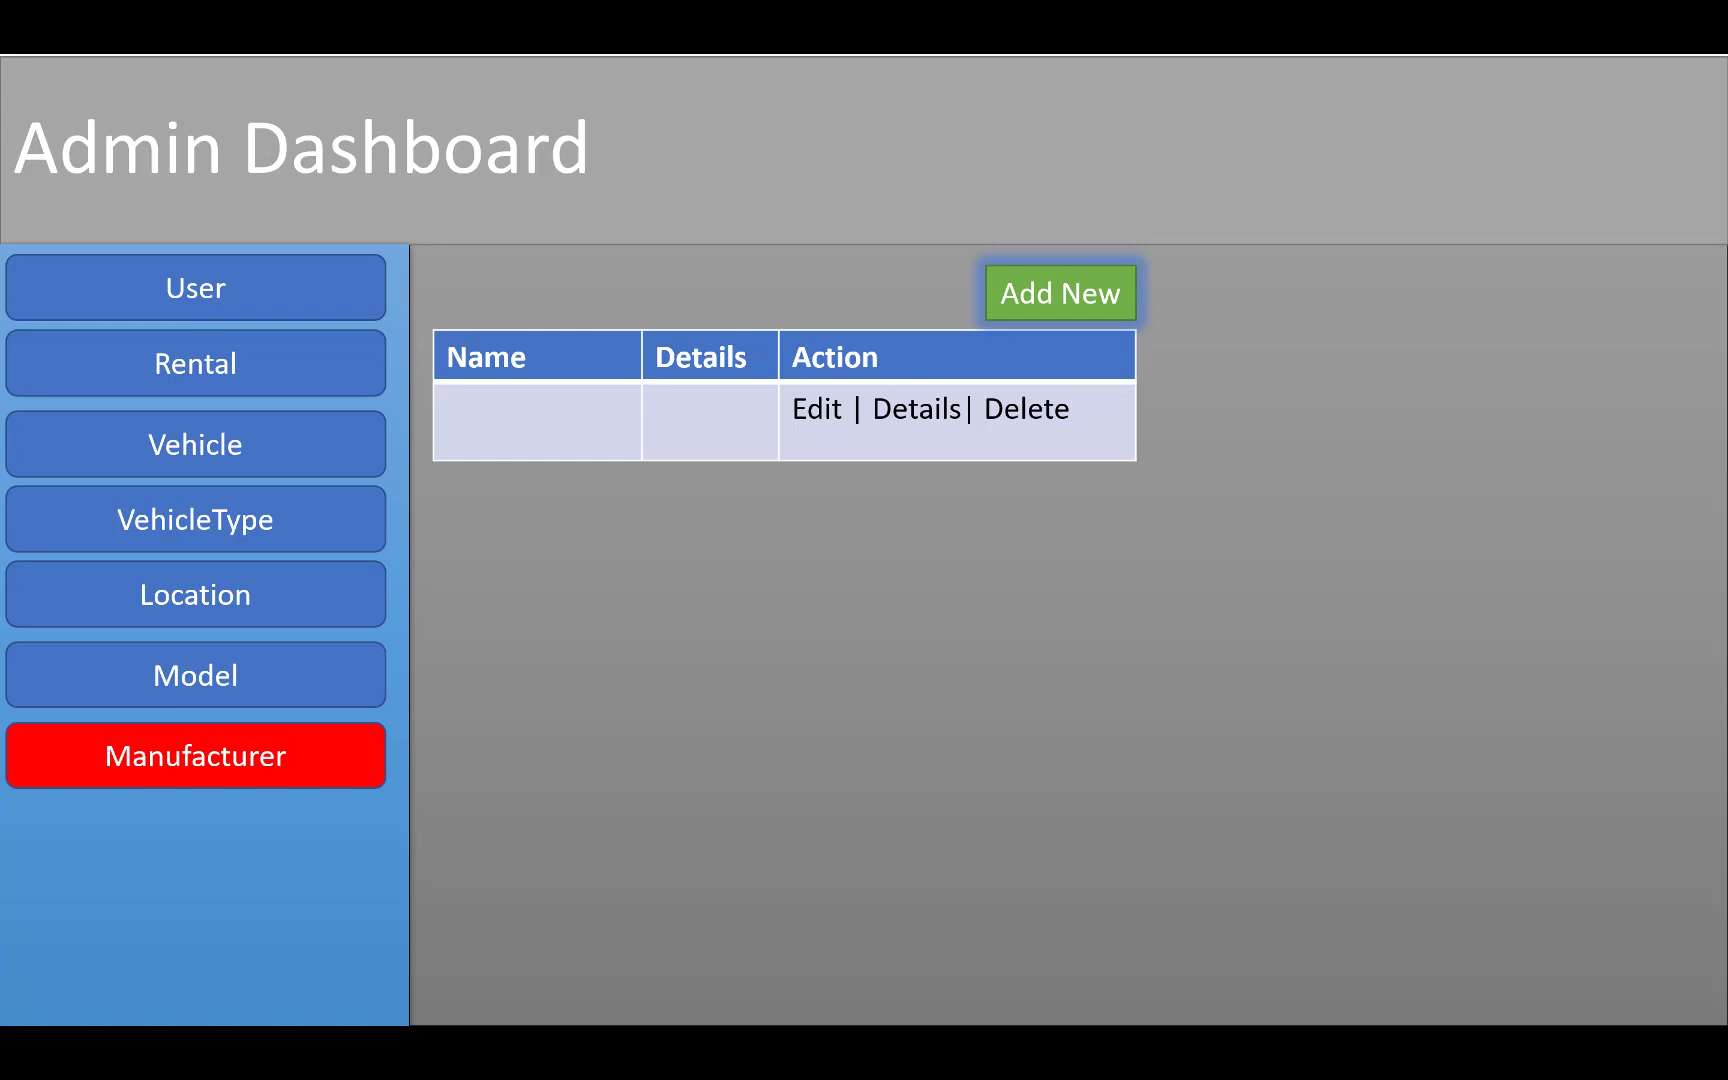 Admin Dashboard
User
Rental
Vehicle
VehicleType
Location
Model
Manufacturer
Add New
Name Details Action
Edit | Details| Delete